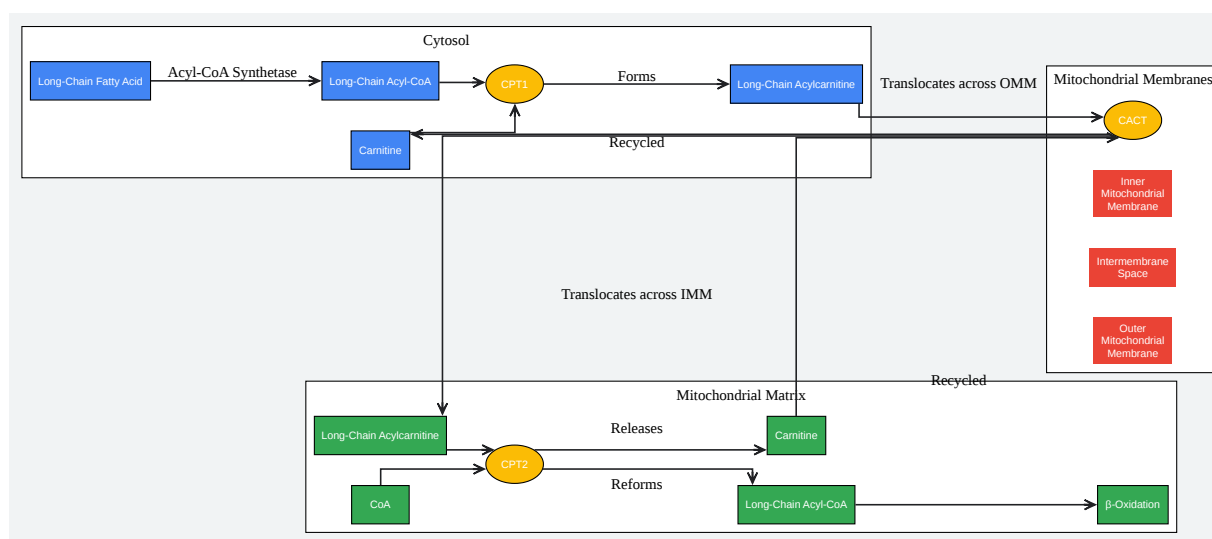 Cytosol
Long-Chain Fatty Acid
Acyl-CoA Synthetase
Long-Chain Acyl-CoA
CPT1
Forms
Long-Chain Acylcarnitine
Translocates across OMM
Mitochondrial Membranes
CACT
Carnitine
Recycled
Inner
Mitochondrial
Membrane
Intermembrane
Space
Translocates across IMM
Outer
Mitochondrial
Membrane
Recycled
Mitochondrial Matrix
Long-Chain Acylcarnitine
Releases
Carnitine
CPT2
Reforms
CoA
Long-Chain Acyl-CoA
β-Oxidation